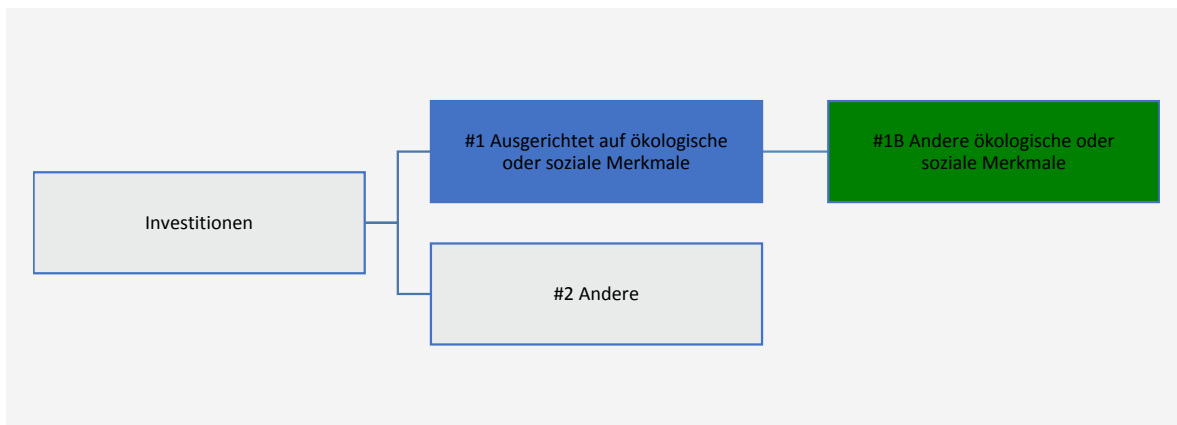 #1 Ausgerichtet auf ökologische
oder soziale Merkmale
#1B Andere ökologische oder
soziale Merkmale
Investitionen
#2 Andere